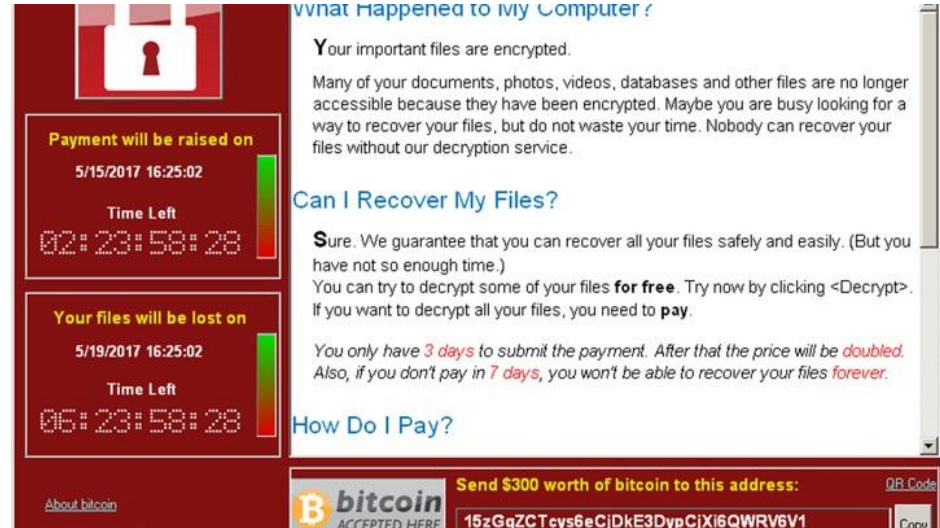 What Happened to My Computer?
Your important files are encrypted.
Many of your documents, photos, videos, databases and other files are no longer
accessible because they have been encrypted. Maybe you are busy looking for a
way to recover your files, but do not waste your time. Nobody can recover your
files without our decryption service.
Can I Recover My Files?
Sure. We guarantee that you can recover all your files safely and easily. (But you
have not so enough time.)
You can try to decrypt some of your files for free. Try now by clicking <Decrypt>.
If you want to decrypt all your files, you need to pay.
You only have 3 days to submit the payment. After that the price will be doubled.
Also, if you don't pay in 7 days, you won't be able to recover your files forever.
How Do I Pay?
Payment will be raised on
5/15/2017 16:25:02
Time Left
02:23:58:28
Your files will be lost on
5/19/2017 16:25:02
Time Left
06:23:58:28
About bitcoin
bitcoin
ACCEPTED HERE
Send $300 worth of bitcoin to this address:
QR Code
15zGqZCTcys6eCjDkE3DypCjXi6QWRV6V1
Copy